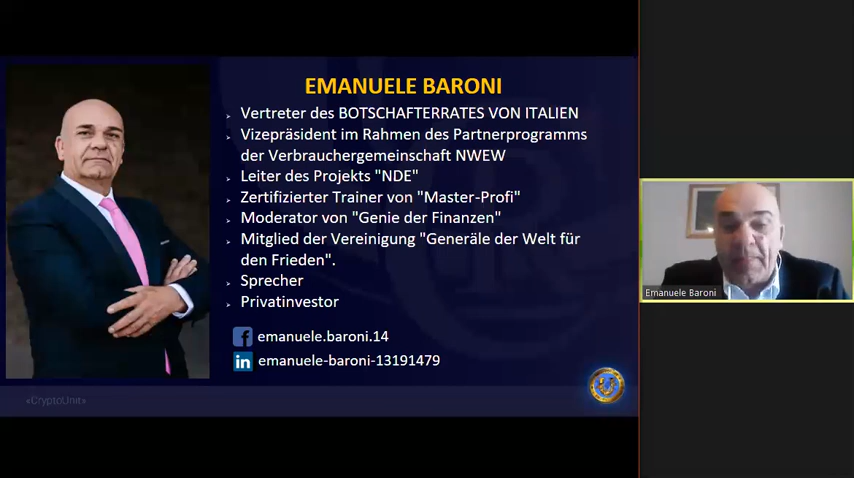 EMANUELE BARONI
Vertreter des BOTSCHAFTERRATES VON ITALIEN
Vizepräsident im Rahmen des Partnerprogramms
der Verbrauchergemeinschaft NWEW
Leiter des Projekts "NDE"
Zertifizierter Trainer von "Master-Profi"
Moderator von "Genie der Finanzen"
Mitglied der Vereinigung "Generäle der Welt für
den Frieden".
Sprecher
Privatinvestor
emanuele.baroni.14
in emanuele-baroni-13191479
«CryptoUnit»
Emanuele Baroni